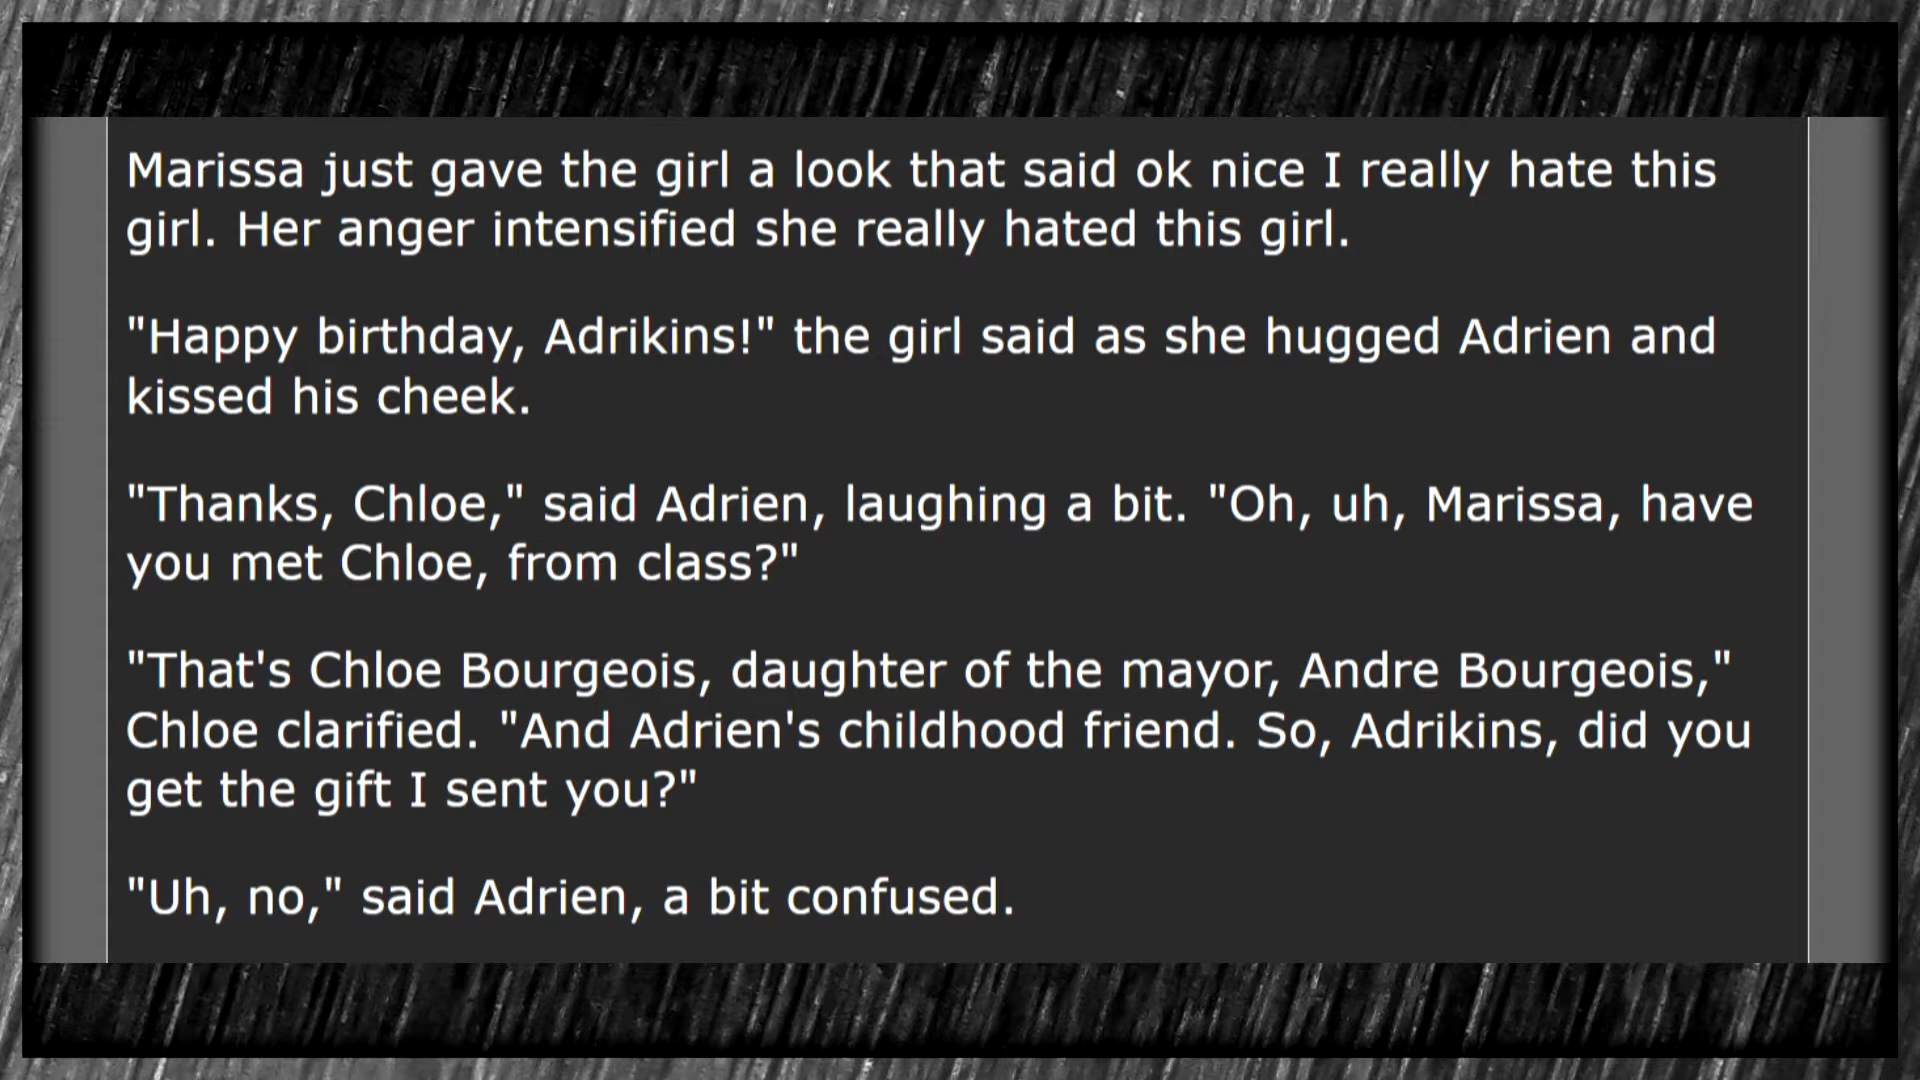 Marissa just gave the girl a look that said ok nice I really hate this
girl. Her anger intensified she really hated this girl.
"Happy birthday, Adrikins!" the girl said as she hugged Adrien and
kissed his cheek.
"Thanks, Chloe," said Adrien, laughing a bit. "Oh, uh, Marissa, have
you met Chloe, from class?"
"That's Chloe Bourgeois, daughter of the mayor, Andre Bourgeois,"
Chloe clarified. "And Adrien's childhood friend. So, Adrikins, did you
get the gift I sent you?"
"Uh, no," said Adrien, a bit confused.